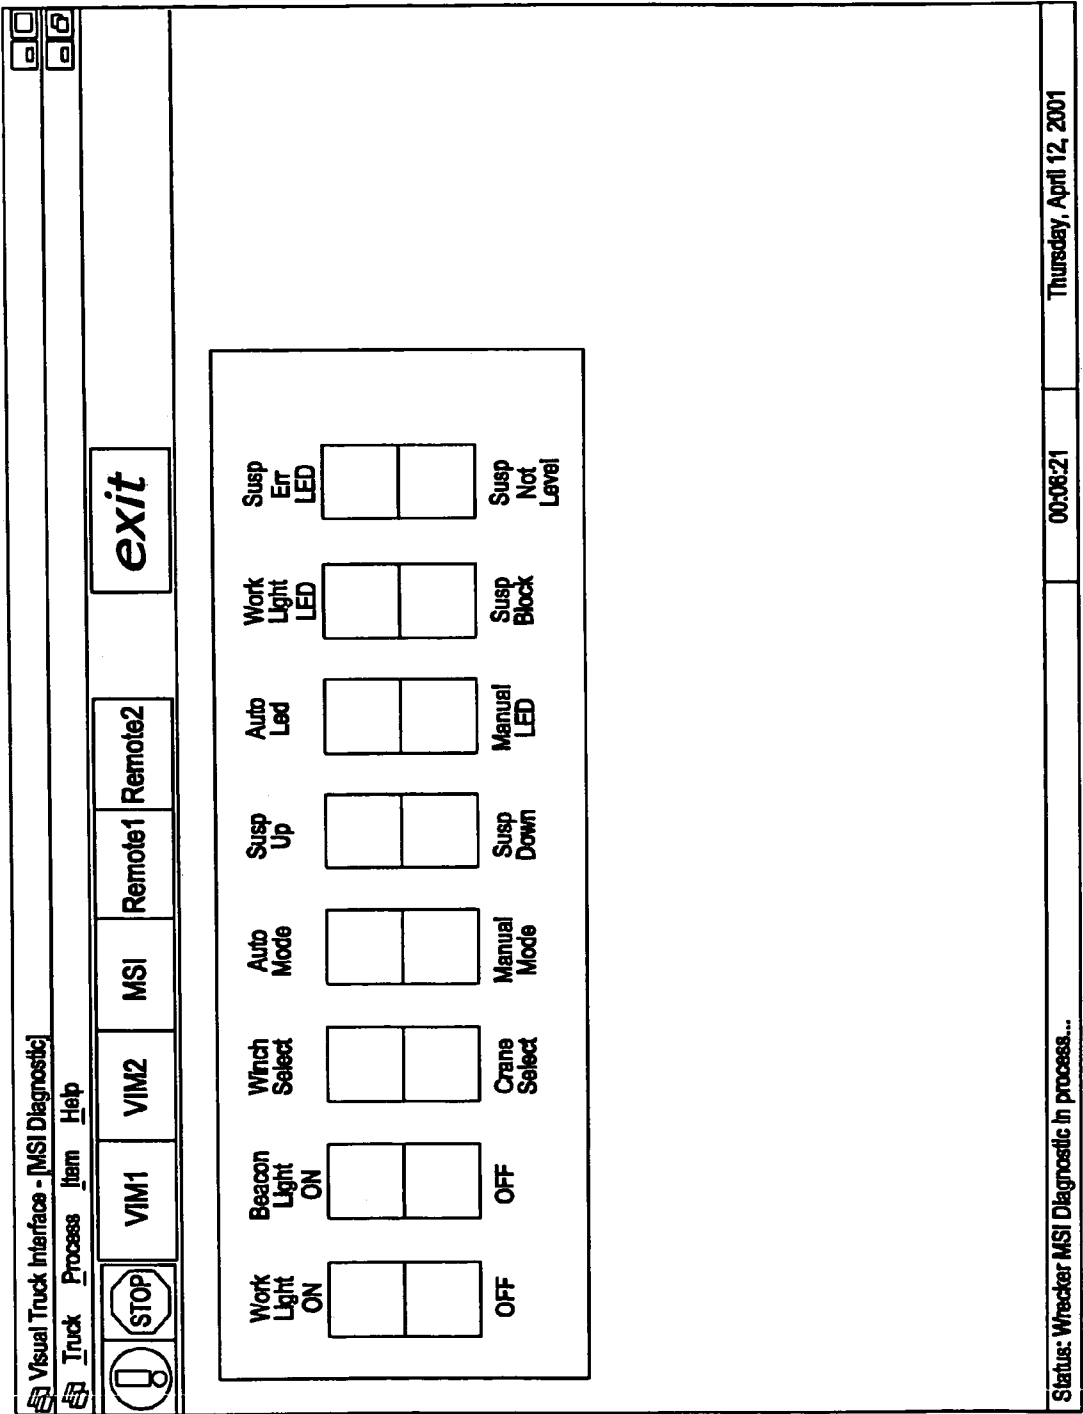 Visual Truck Interface - [MSI Diagnostic]
Truck Process Item Help
STOP VIM1 VIM2 MSI Remote1 Remote2 exit
Work
Light
ON
Beacon
Light
ON
Winch
Select
Auto
Mode
Susp
Up
Auto
Led
Work
Light
LED
Susp
Err
LED
OFF
OFF
Crane
Select
Manual
Mode
Susp
Down
Manual
LED
Susp
Block
Susp
Not
Level
Status: Wrecker MSI Diagnostic in process... 00:06:21 Thursday, April 12, 2001